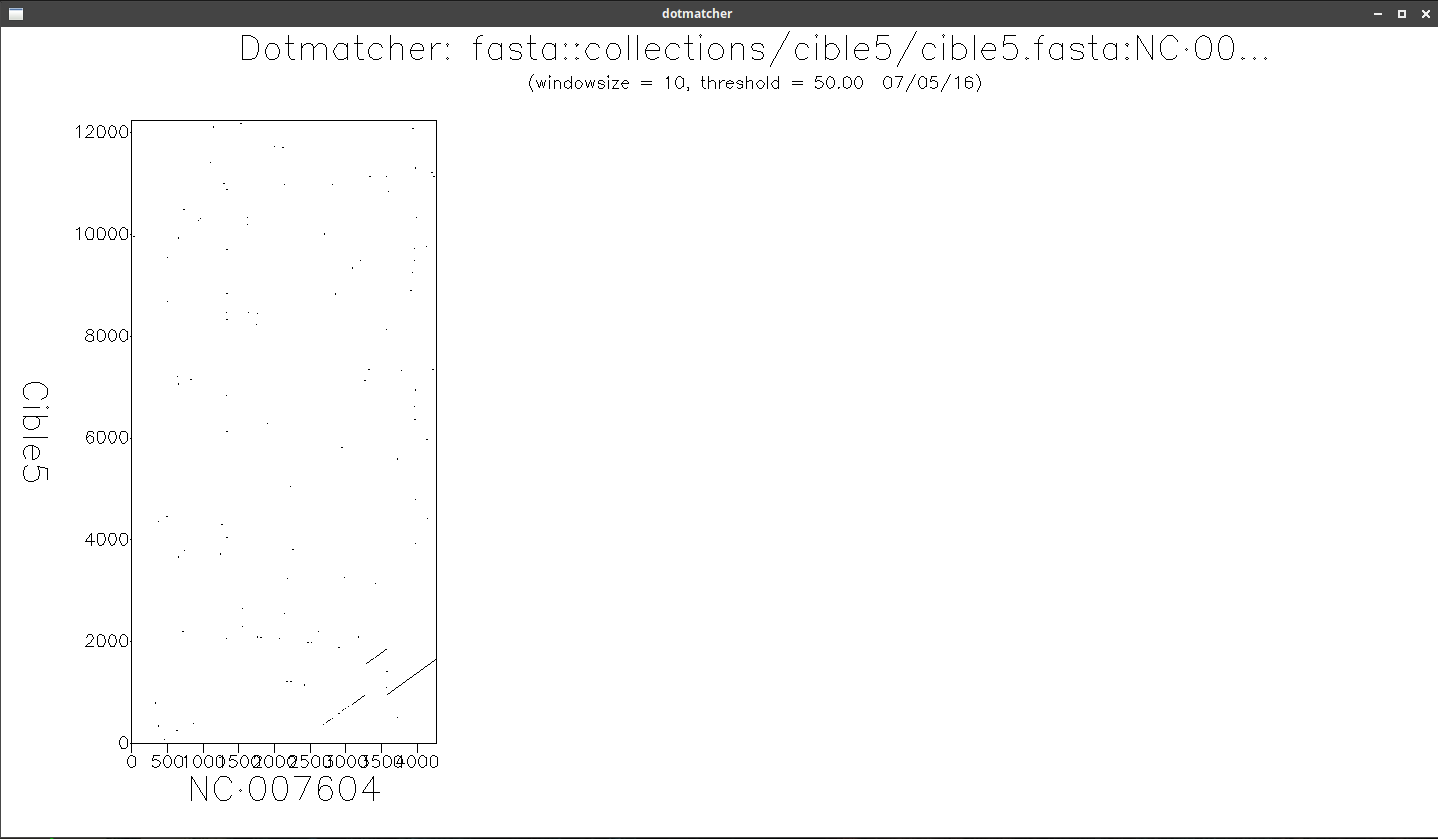 dotmatcher
Dotmatcher: fasta::collections/cible5/cible5.fasta:NC·00...
(windowsize = 10, threshold = 50.00 07/05/16)
12000
10000
8000
6000
4000
2000
0
Cible5
0 500 1000 1500 2000 2500 3000 3500 4000
NC·007604